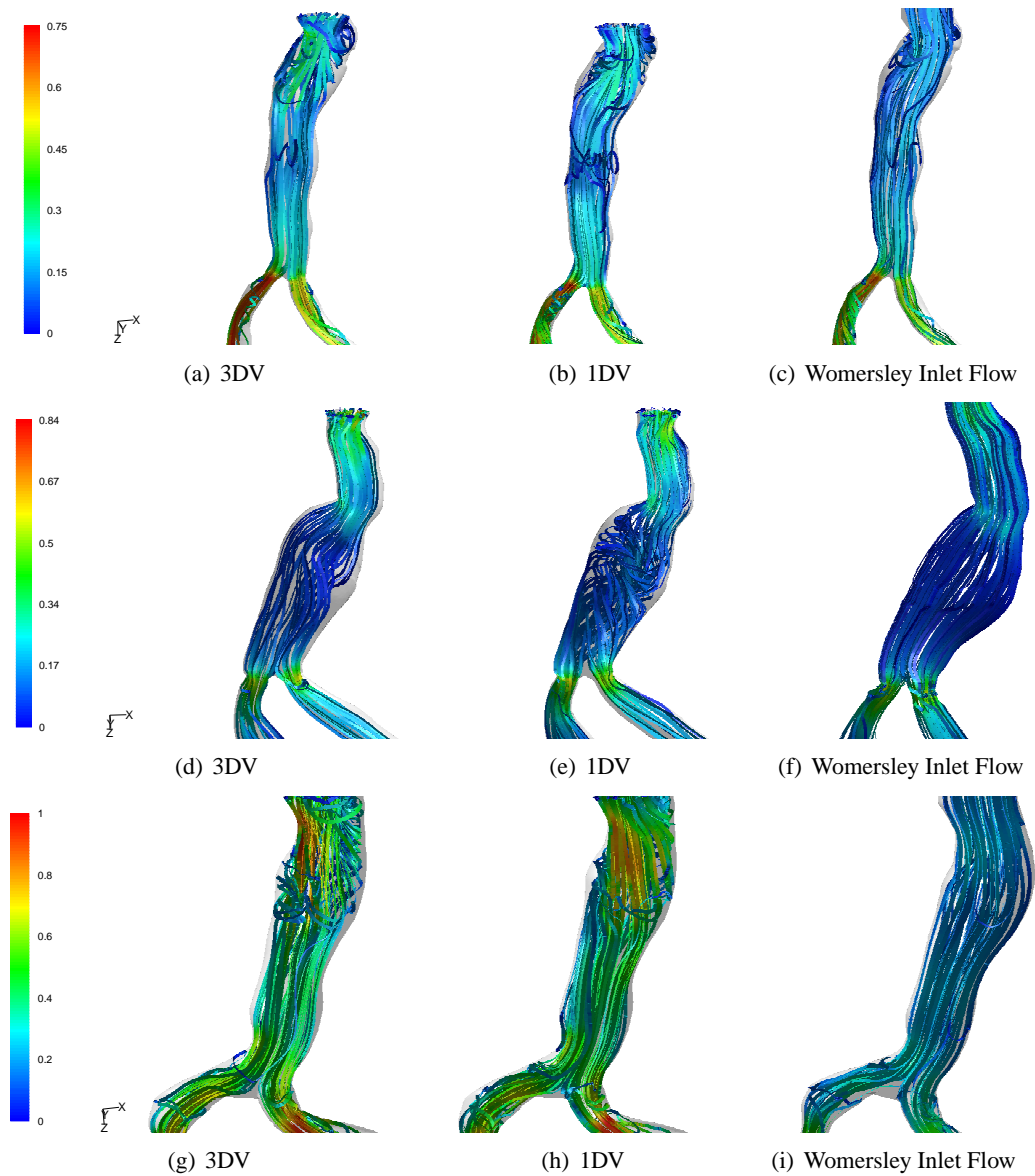 0.75
0.6
0.45
0.3
0.15
0
X
Y
Z
(a) 3DV
(b) 1DV
(c) Womersley Inlet Flow
0.84
0.67
0.5
0.34
0.17
0
X
Y
Z
(d) 3DV
(e) 1DV
(f) Womersley Inlet Flow
1
0.8
0.6
0.4
0.2
0
X
Y
Z
(g) 3DV
(h) 1DV
(i) Womersley Inlet Flow